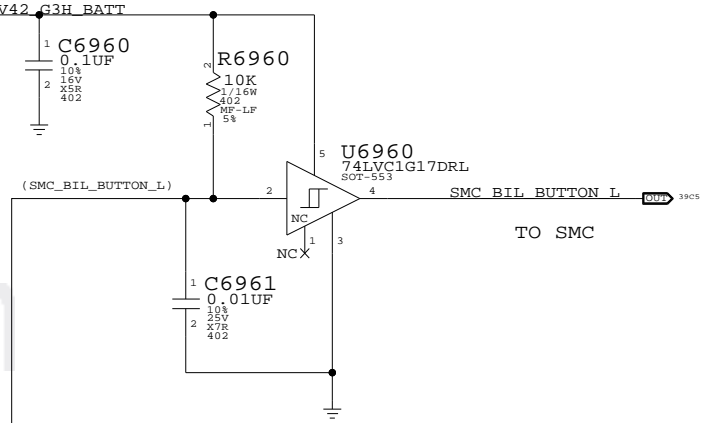 V42_G3H_BATT
1
C6960
0.1UF
10%
16V
X5R
402
2
2
R6960
10K
1/16W
402
MF-LF
5%
1
5
U6960
74LVC1G17DRL
SOT-553
(SMC_BIL_BUTTON_L)
2
4
SMC_BIL_BUTTON_L
OUT
39C5
NC
1
3
NC
TO SMC
1
C6961
0.01UF
10%
25V
X7R
402
2